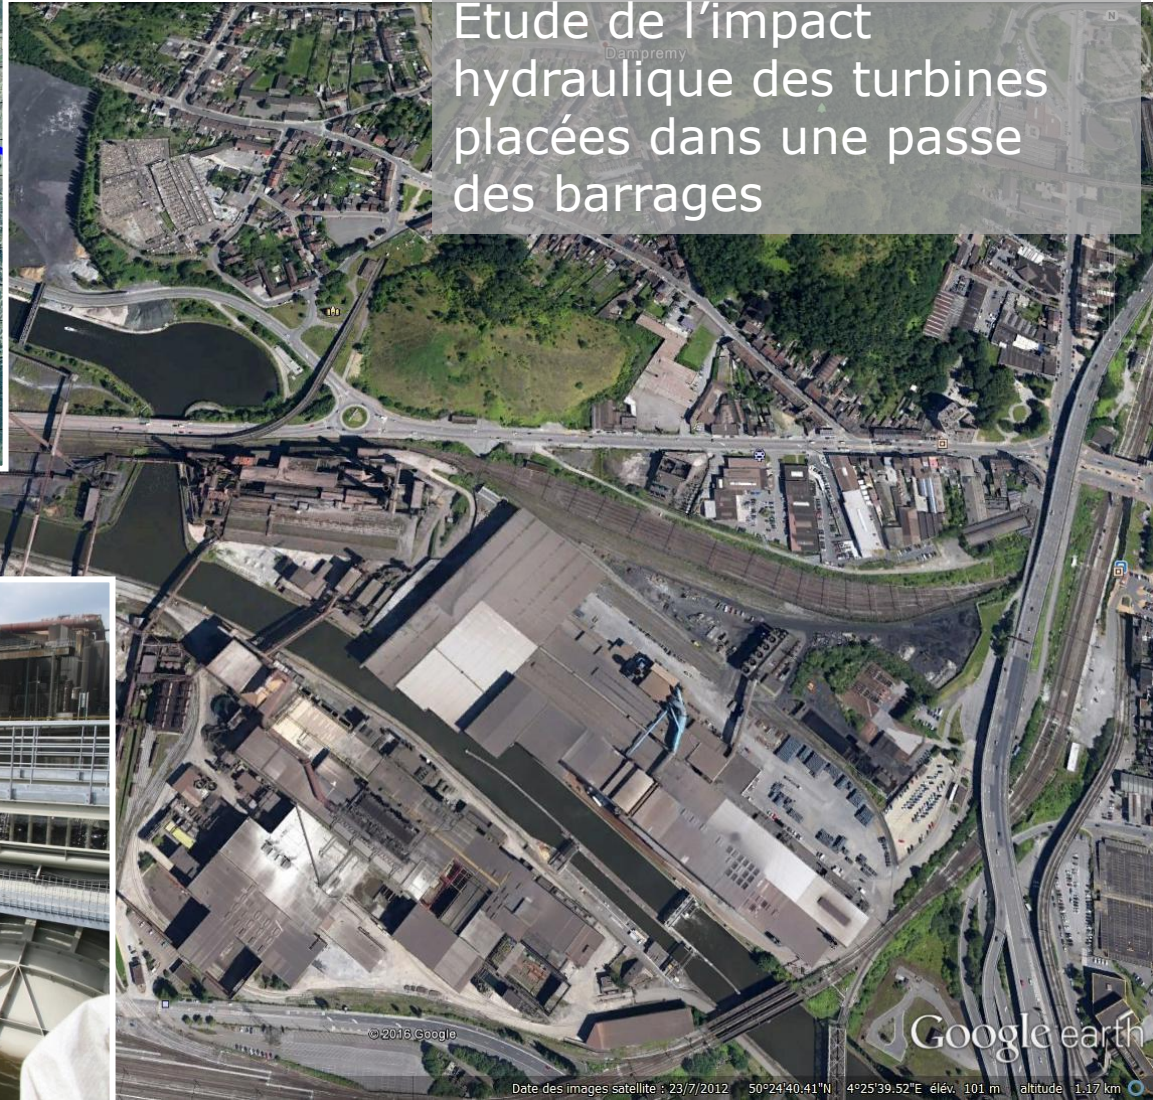 Etude de l’impact
Dampremy
hydraulique des turbines
placées dans une passe
des barrages
N
© 2016 Google
Google earth
Date des images satellite : 23/7/2012 50°24'40.41"N 4°25'39.52"E élév. 101 m altitude 1.17 km